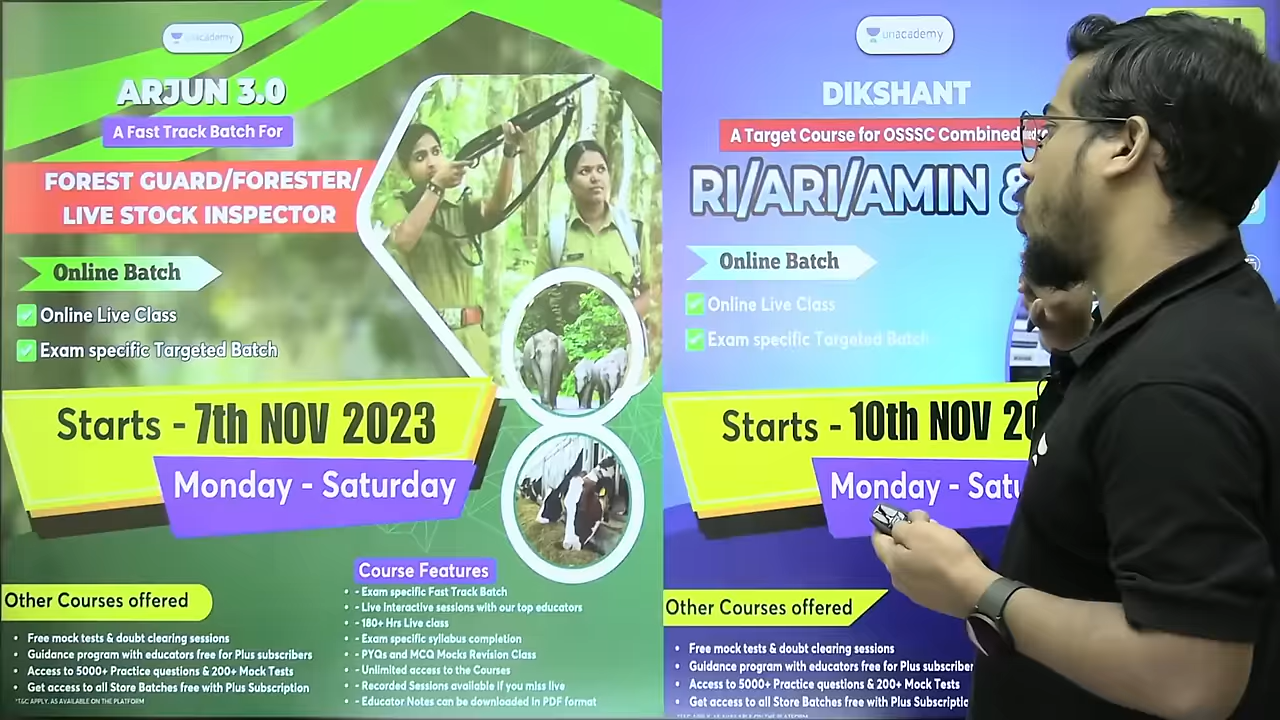 unacademy
ARJUN 3.0
A Fast Track Batch For
FOREST GUARD/FORESTER/
LIVE STOCK INSPECTOR
Online Batch
Online Live Class
Exam specific Targeted Batch
Starts - 7th NOV 2023
Monday - Saturday
Other Courses offered
• Free mock tests & doubt clearing sessions
• Guidance program with educators free for Plus subscribers
• Access to 5000+ Practice questions & 200+ Mock Tests
• Get access to all Store Batches free with Plus Subscription
*T&C APPLY, AS AVAILABLE ON THE PLATFORM
Course Features
• - Exam specific Fast Track Batch
• - Live Interactive sessions with our top educators
• - 180+ Hrs Live class
• - Exam specific syllabus completion
• - PYQs and MCQ Mocks Revision Class
• - Unlimited access to the Courses
• - Recorded Sessions available if you miss live
• - Educator Notes can be downloaded in PDF format
unacademy
DIKSHANT
A Target Course for OSSSC Combined
RI/ARI/AMIN &
Online Batch
Online Live Class
Exam specific Targeted Batch
Starts - 10th NOV 20
Monday - Satu
Other Courses offered
• Free mock tests & doubt clearing sessions
• Guidance program with educators free for Plus subscriber
• Access to 5000+ Practice questions & 200+ Mock Tests
• Get access to all Store Batches free with Plus Subscriptio